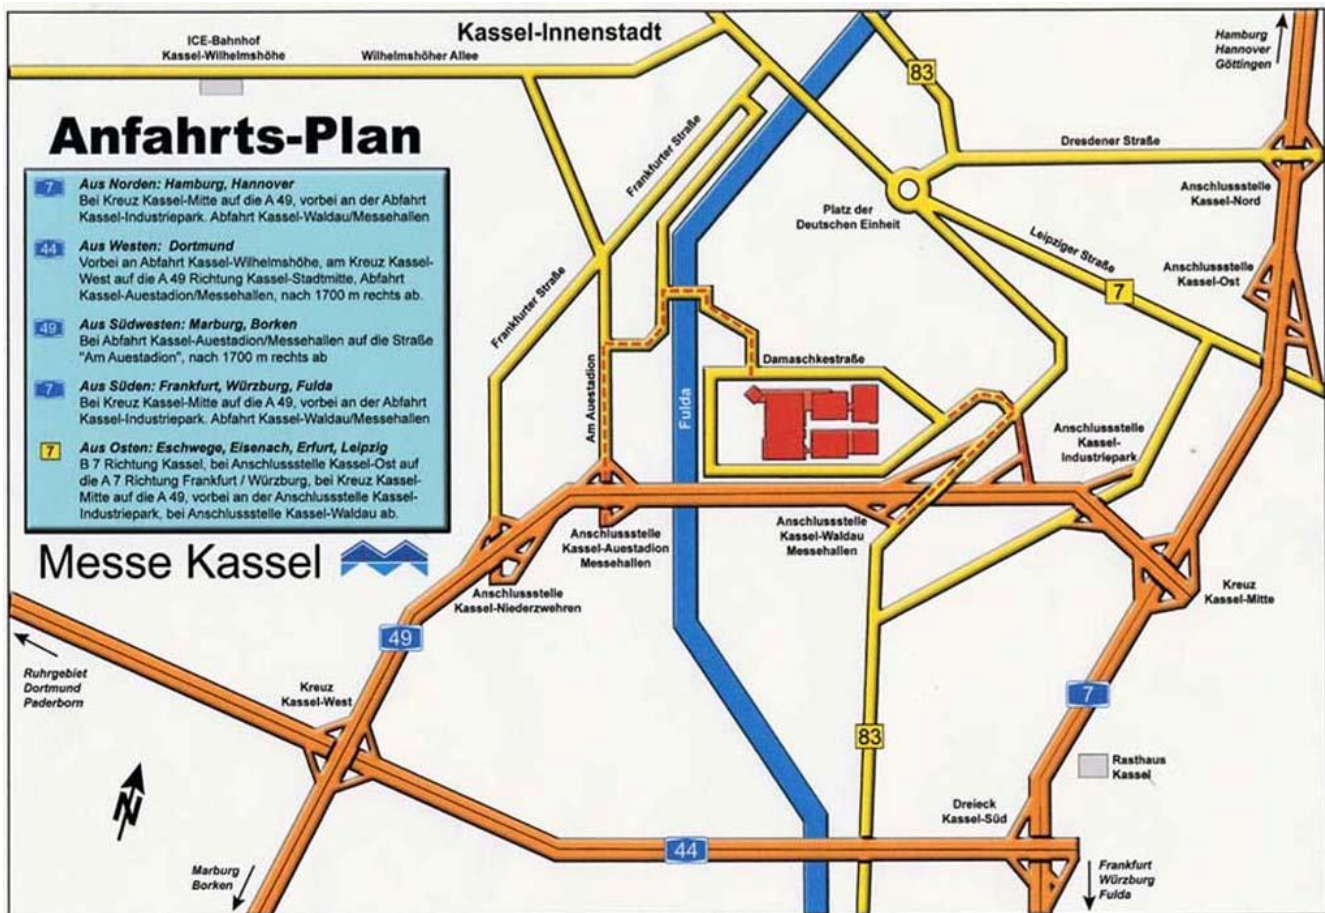 Kassel-Innenstadt
ICE-Bahnhof
Kassel-Wilhelmshöhe
Wilhelmshöher Allee
Hamburg
Hannover
Göttingen
83
Anfahrts-Plan
7 Aus Norden: Hamburg, Hannover
Bei Kreuz Kassel-Mitte auf die A 49, vorbei an der Abfahrt
Kassel-Industriepark. Abfahrt Kassel-Waldau/Messehallen
44 Aus Westen: Dortmund
Vorbei an Abfahrt Kassel-Wilhelmshöhe, am Kreuz Kassel-
West auf die A 49 Richtung Kassel-Stadtmitte, Abfahrt
Kassel-Auestadion/Messehallen, nach 1700 m rechts ab.
49 Aus Südwesten: Marburg, Borken
Bei Abfahrt Kassel-Auestadion/Messehallen auf die Straße
"Am Auestadion", nach 1700 m rechts ab
7 Aus Süden: Frankfurt, Würzburg, Fulda
Bei Kreuz Kassel-Mitte auf die A 49, vorbei an der Abfahrt
Kassel-Industriepark. Abfahrt Kassel-Waldau/Messehallen
7 Aus Osten: Eschwege, Eisenach, Erfurt, Leipzig
B 7 Richtung Kassel, bei Anschlussstelle Kassel-Ost auf
die A 7 Richtung Frankfurt / Würzburg, bei Kreuz Kassel-
Mitte auf die A 49, vorbei an der Anschlussstelle Kassel-
Industriepark, bei Anschlussstelle Kassel-Waldau ab.
Messe Kassel
Frankfurter Straße
Frankfurter Straße
Dresdener Straße
Anschlussstelle
Kassel-Nord
Platz der
Deutschen Einheit
Leipziger Straße
7
Anschlussstelle
Kassel-Ost
Am Auestadion
Fulda
Damaschkestraße
Anschlussstelle
Kassel-
Industriepark
Anschlussstelle
Kassel-Auestadion
Messehallen
Anschlussstelle
Kassel-Waldau
Messehallen
Anschlussstelle
Kassel-Niederzwehren
Kreuz
Kassel-Mitte
49
Ruhrgebiet
Dortmund
Paderborn
Kreuz
Kassel-West
7
83
Rasthaus
Kassel
N
Dreieck
Kassel-Süd
44
Marburg
Borken
Frankfurt
Würzburg
Fulda